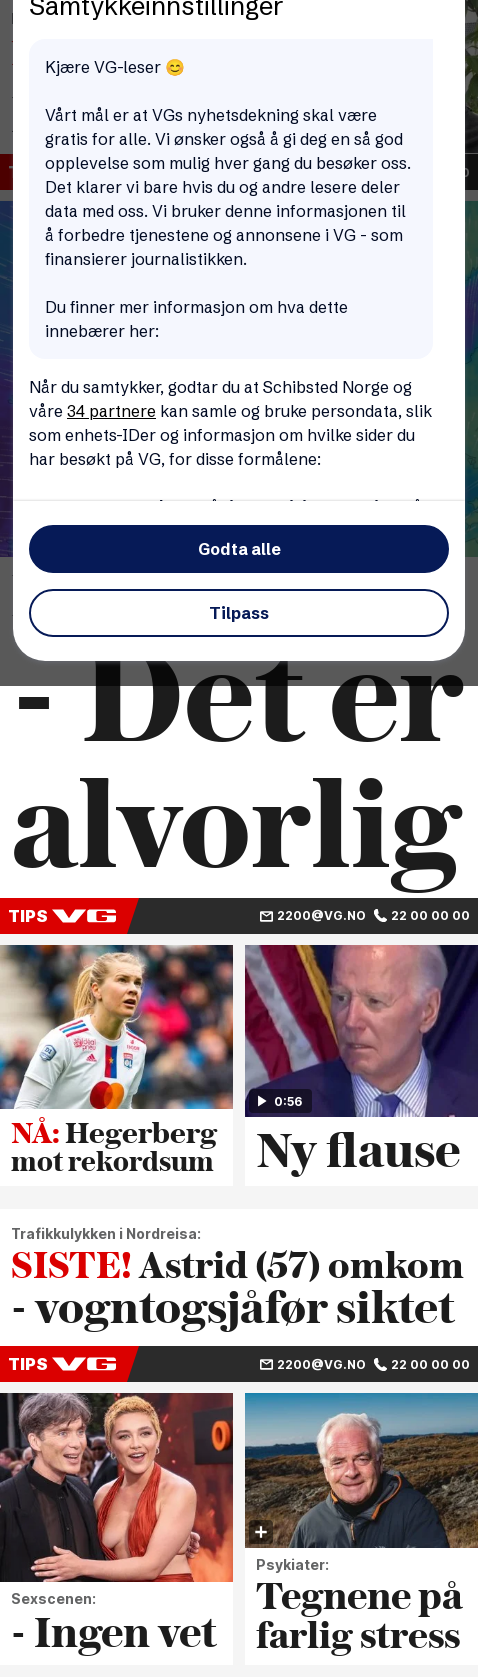 Samtykkeinnstillinger
Kjære VG-leser 😊
Vårt mål er at VGs nyhetsdekning skal være
gratis for alle. Vi ønsker også å gi deg en så god
opplevelse som mulig hver gang du besøker oss.
Det klarer vi bare hvis du og andre lesere deler
data med oss. Vi bruker denne informasjonen til
å forbedre tjenestene og annonsene i VG - som
finansierer journalistikken.
Du finner mer informasjon om hva dette
innebærer her:
Når du samtykker, godtar du at Schibsted Norge og
våre 34 partnere kan samle og bruke persondata, slik
som enhets-IDer og informasjon om hvilke sider du
har besøkt på VG, for disse formålene:
Godta alle
Tilpass
- Det er
alvorlig
TIPS VG 2200@VG.NO 22 00 00 00
0:56
NÅ: Hegerberg
mot rekordsum
Ny flause
Trafikkulykken i Nordreisa:
SISTE! Astrid (57) omkom
- vogntogsjåfør siktet
TIPS VG 2200@VG.NO 22 00 00 00
Sexscenen:
- Ingen vet
Psykiater:
Tegnene på
farlig stress